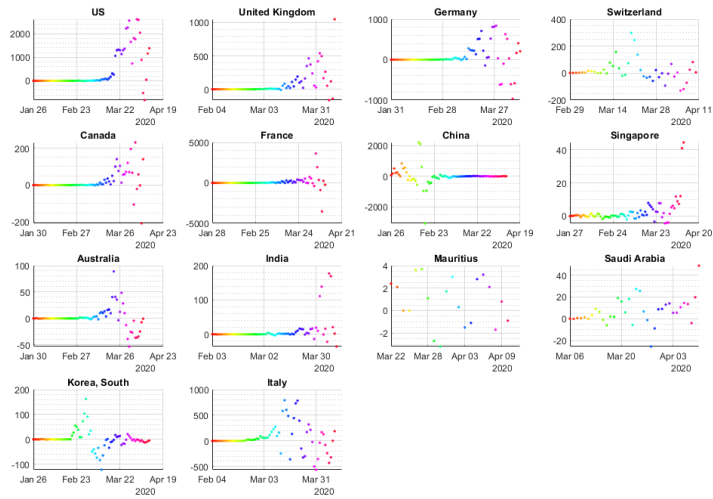 US
2000
1000
0
Jan 26 Feb 23 Mar 22 Apr 19
2020
United Kingdom
1000
500
0
Feb 04 Mar 03 Mar 31
2020
Germany
1000
0
-1000
Jan 31 Feb 28 Mar 27
2020
Switzerland
400
200
0
-200
Feb 29 Mar 14 Mar 28 Apr 11
2020
Canada
200
0
-200
Jan 30 Feb 27 Mar 26 Apr 23
2020
France
5000
0
-5000
Jan 28 Feb 25 Mar 24 Apr 21
2020
China
2000
0
-2000
Jan 26 Feb 23 Mar 22 Apr 19
2020
Singapore
40
20
0
Jan 27 Feb 24 Mar 23 Apr 20
2020
Australia
100
50
0
-50
Jan 30 Feb 27 Mar 26 Apr 23
2020
India
200
100
0
Feb 03 Mar 02 Mar 30
2020
Mauritius
4
2
0
-2
Mar 22 Mar 28 Apr 03 Apr 09
2020
Saudi Arabia
40
20
0
-20
Mar 06 Mar 20 Apr 03
2020
Korea, South
200
100
0
-100
Jan 26 Feb 23 Mar 22 Apr 19
2020
Italy
1000
500
0
-500
Feb 04 Mar 03 Mar 31
2020